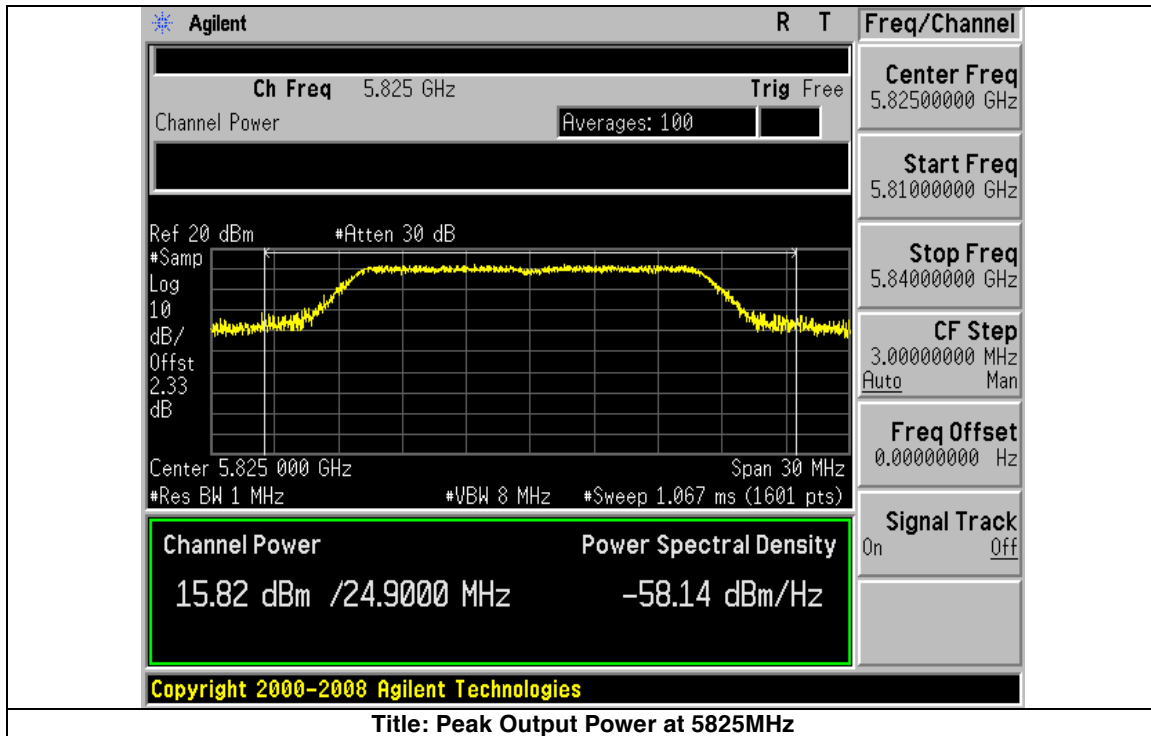 Agilent R T
Freq/Channel
Ch Freq 5.825 GHz Trig Free
Channel Power Averages: 100
Center Freq
5.82500000 GHz
Start Freq
5.81000000 GHz
Ref 20 dBm #Atten 30 dB
#Samp
Log
10
dB/
Offst
2.33
dB
Stop Freq
5.84000000 GHz
CF Step
3.00000000 MHz
Auto Man
Freq Offset
0.00000000 Hz
Center 5.825 000 GHz Span 30 MHz
#Res BW 1 MHz #VBW 8 MHz #Sweep 1.067 ms (1601 pts)
Signal Track
On Off
Channel Power Power Spectral Density
15.82 dBm /24.9000 MHz -58.14 dBm/Hz
Copyright 2000-2008 Agilent Technologies
Title: Peak Output Power at 5825MHz